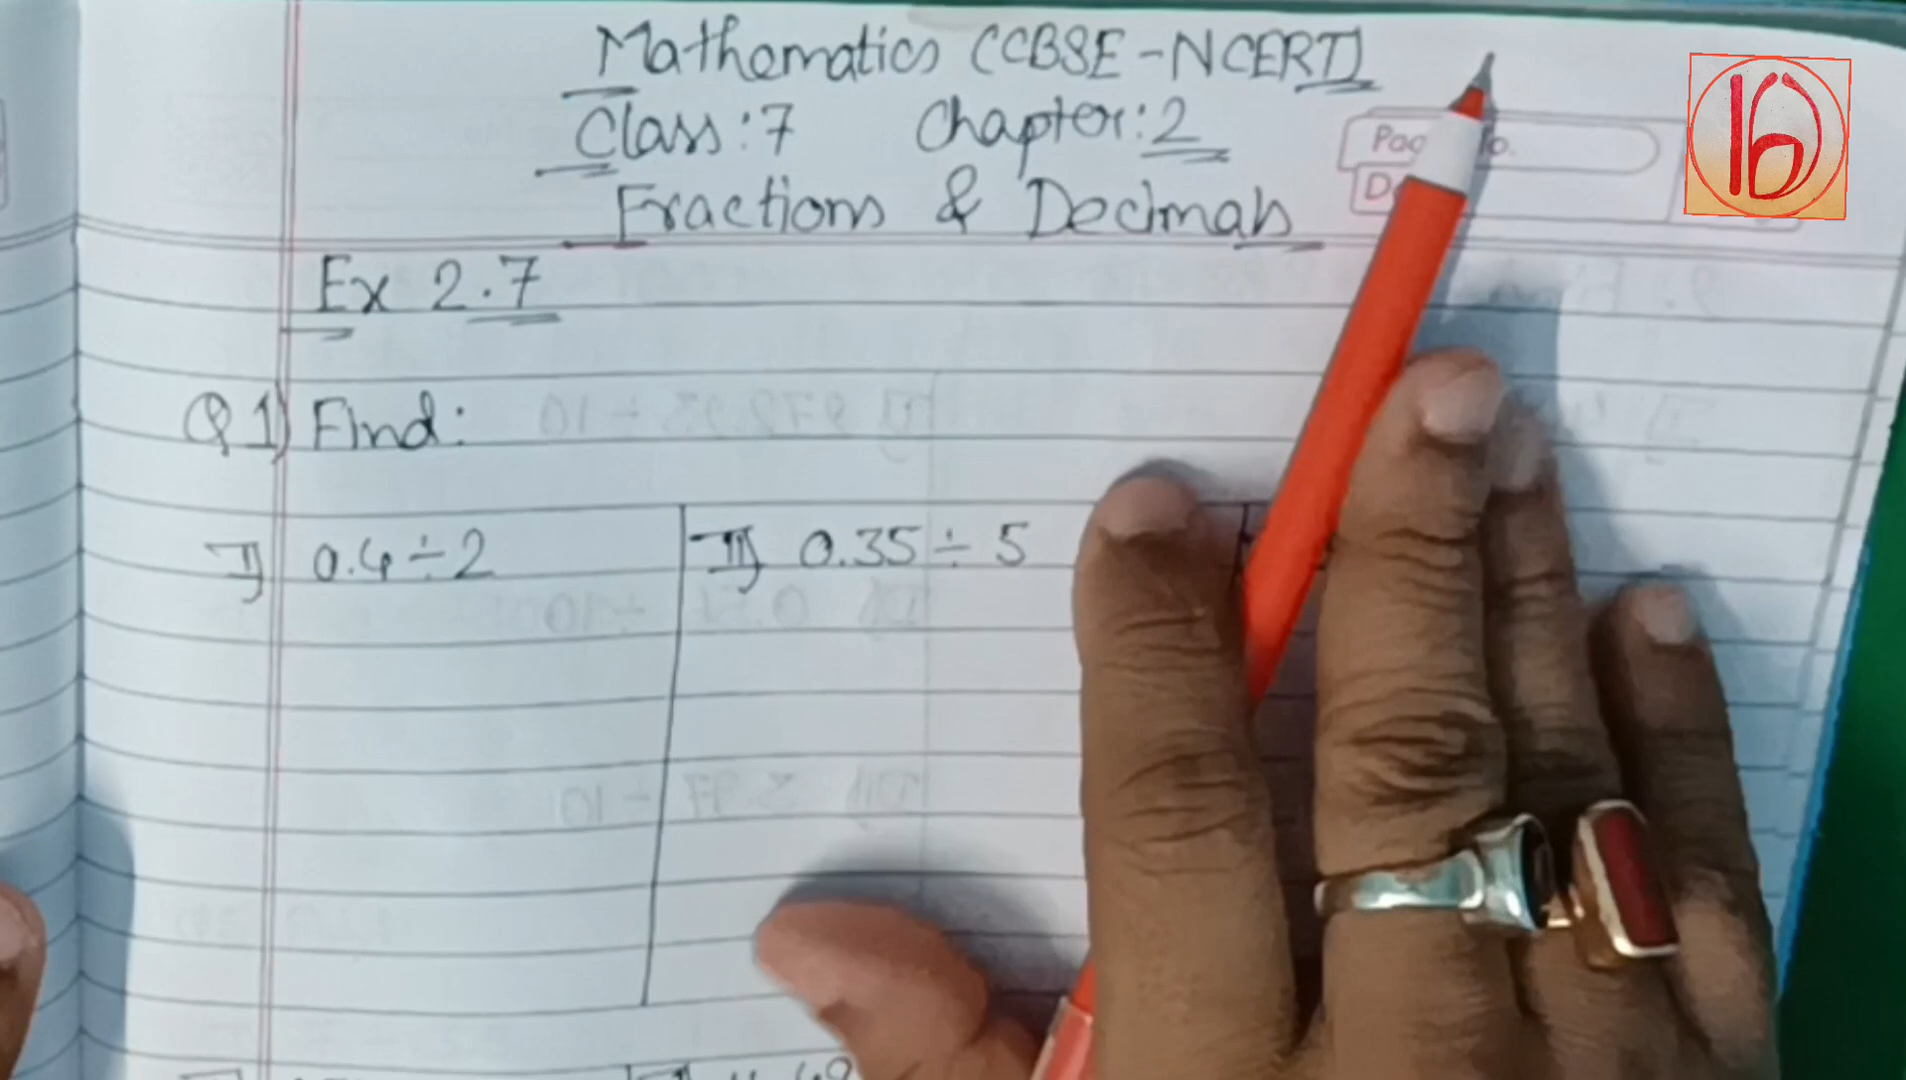 Mathematics (CBSE-NCERT)
Class:7 Chapter:2
Fractions & Decimals
Ex 2.7
Q1) Find:
I) 0.4÷2
II) 0.35÷5